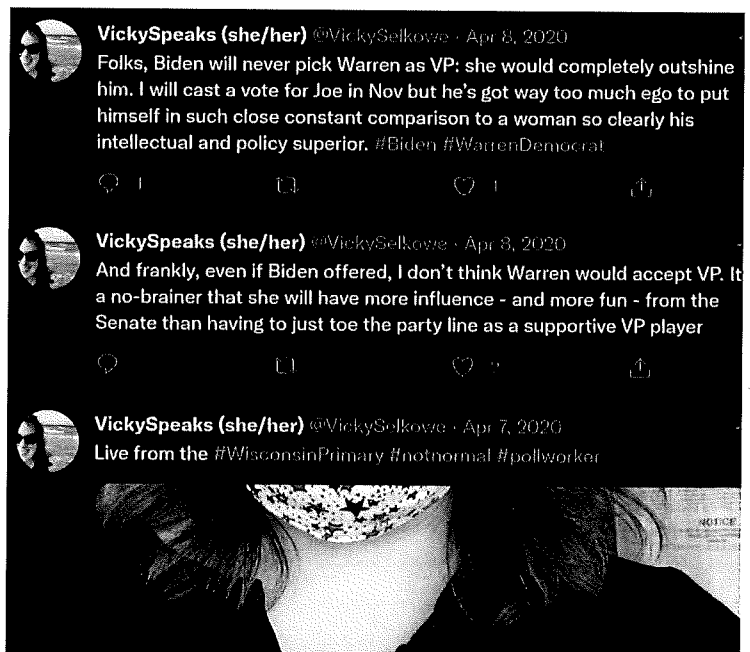 VickySpeaks (she/her) @VickySelkowe · Apr 8, 2020
Folks, Biden will never pick Warren as VP: she would completely outshine
him. I will cast a vote for Joe in Nov but he's got way too much ego to put
himself in such close constant comparison to a woman so clearly his
intellectual and policy superior. #Biden #WarrenDemocrat
1 1
VickySpeaks (she/her) @VickySelkowe · Apr 8, 2020
And frankly, even if Biden offered, I don't think Warren would accept VP. It
a no-brainer that she will have more influence - and more fun - from the
Senate than having to just toe the party line as a supportive VP player
VickySpeaks (she/her) @VickySelkowe · Apr 7, 2020
Live from the #WisconsinPrimary #notnormal #pollworker
NOTICE